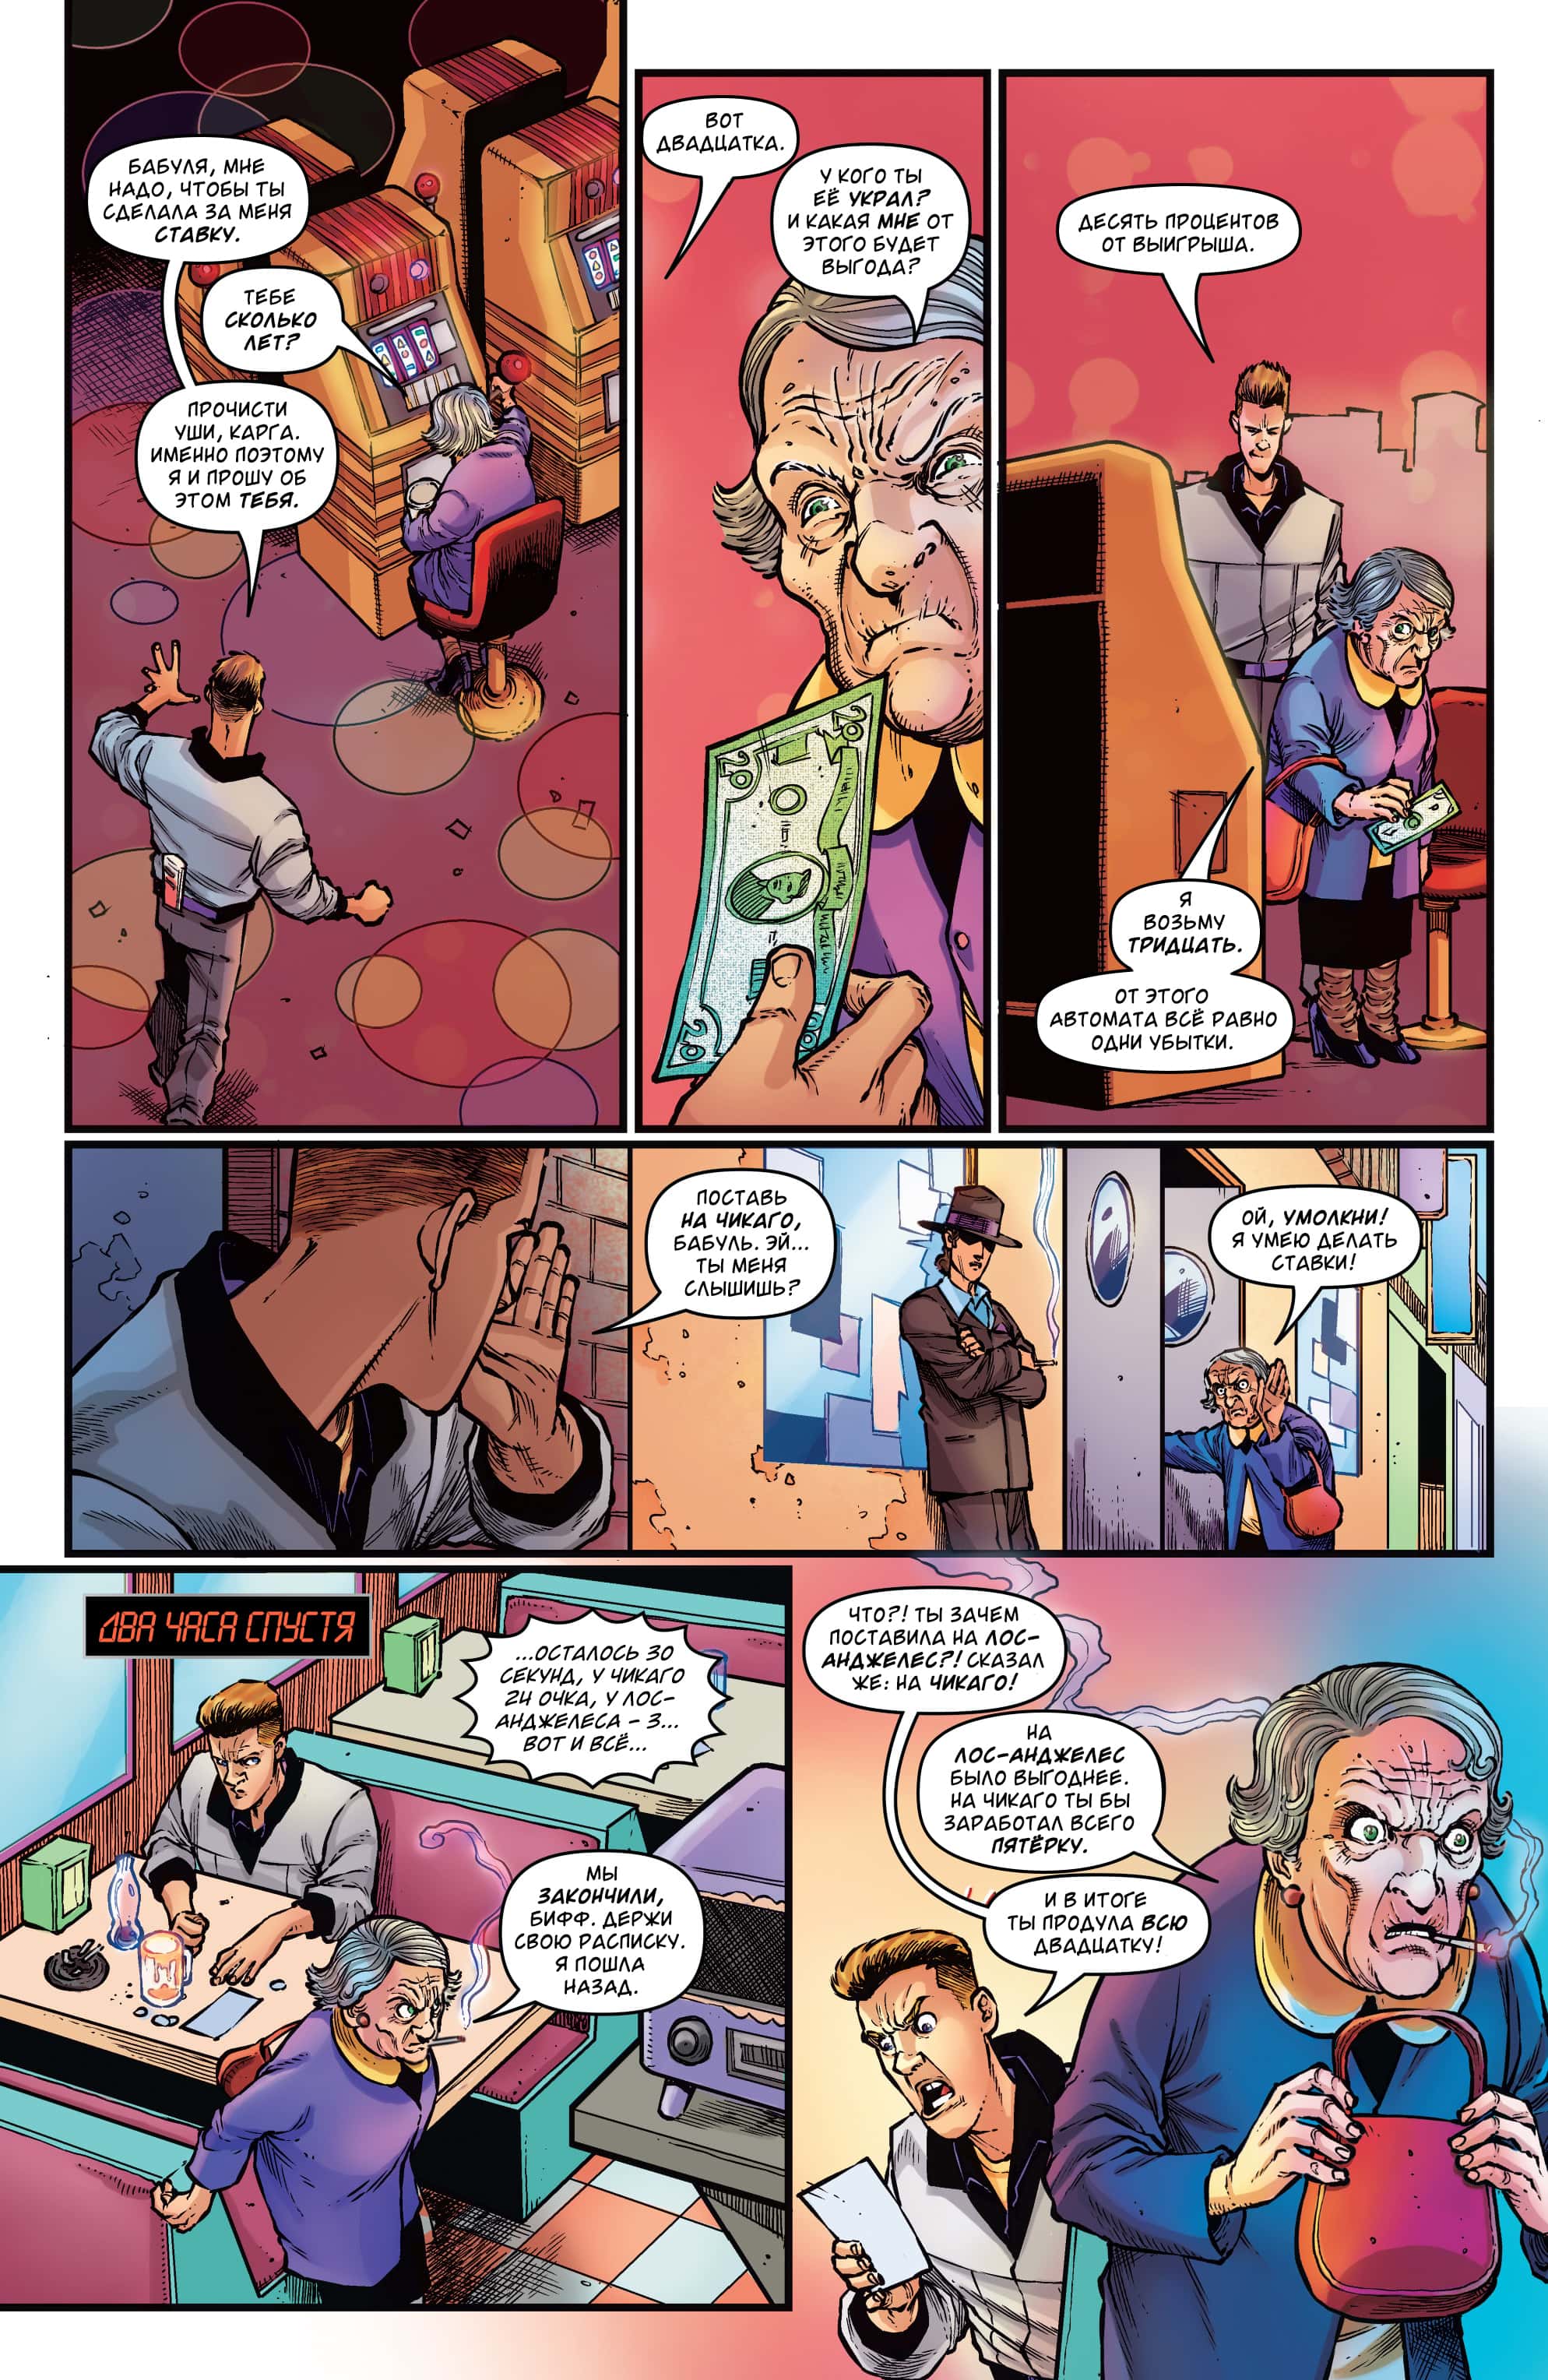 БАБУЛЯ, МНЕ
НАДО, ЧТОБЫ ТЫ
СДЕЛАЛА ЗА МЕНЯ
СТАВКУ.
ТЕБЕ
СКОЛЬКО
ЛЕТ?
ПРОЧИСТИ
УШИ, КАРГА.
ИМЕННО ПОЭТОМУ
Я И ПРОШУ ОБ
ЭТОМ ТЕБЯ.
ВОТ
ДВАДЦАТКА.
У КОГО ТЫ
ЕЁ УКРАЛ?
И КАКАЯ МНЕ ОТ
ЭТОГО БУДЕТ
ВЫГОДА?
20
20
20
ДЕСЯТЬ ПРОЦЕНТОВ
ОТ ВЫИГРЫША.
Я
ВОЗЬМУ
ТРИДЦАТЬ.
ОТ ЭТОГО
АВТОМАТА ВСЁ РАВНО
ОДНИ УБЫТКИ.
ПОСТАВЬ
НА ЧИКАГО,
БАБУЛЬ. ЭЙ...
ТЫ МЕНЯ
СЛЫШИШЬ?
ОЙ, УМОЛКНИ!
Я УМЕЮ ДЕЛАТЬ
СТАВКИ!
ДВА ЧАСА СПУСТЯ
...ОСТАЛОСЬ 30
СЕКУНД, У ЧИКАГО
24 ОЧКА, У ЛОС-
АНДЖЕЛЕСА - 3...
ВОТ И ВСЁ...
МЫ
ЗАКОНЧИЛИ,
БИФФ. ДЕРЖИ
СВОЮ РАСПИСКУ.
Я ПОШЛА
НАЗАД.
ЧТО?! ТЫ ЗАЧЕМ
ПОСТАВИЛА НА ЛОС-
АНДЖЕЛЕС?! СКАЗАЛ
ЖЕ: НА ЧИКАГО!
НА
ЛОС-АНДЖЕЛЕС
БЫЛО ВЫГОДНЕЕ.
НА ЧИКАГО ТЫ БЫ
ЗАРАБОТАЛ ВСЕГО
ПЯТЁРКУ.
И В ИТОГЕ
ТЫ ПРОДУЛА ВСЮ
ДВАДЦАТКУ!